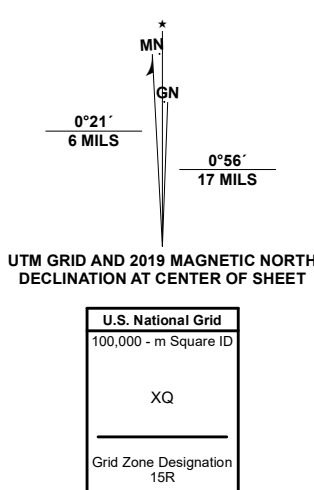 MN
GN
0°21´
6 MILS
0°56´
17 MILS
UTM GRID AND 2019 MAGNETIC NORTH
DECLINATION AT CENTER OF SHEET
U.S. National Grid
100,000 - m Square ID
XQ
Grid Zone Designation
15R